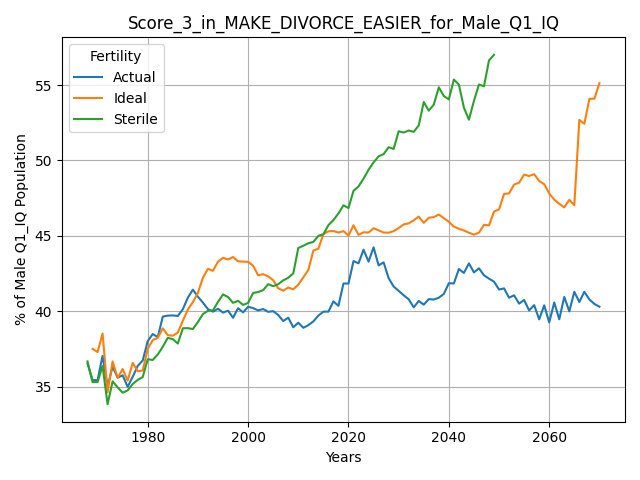 Score_3_in_MAKE_DIVORCE_EASIER_for_Male_Q1_IQ
Fertility
Actual
Ideal
Sterile
% of Male Q1_IQ Population
55
50
45
40
35
1980 2000 2020 2040 2060
Years